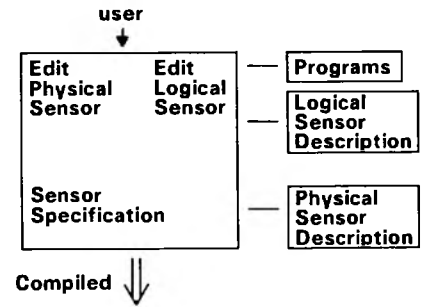 user
Edit Edit
Physical Logical
Sensor Sensor
Sensor
Specification
Programs
Logical
Sensor
Description
Physical
Sensor
Description
Compiled